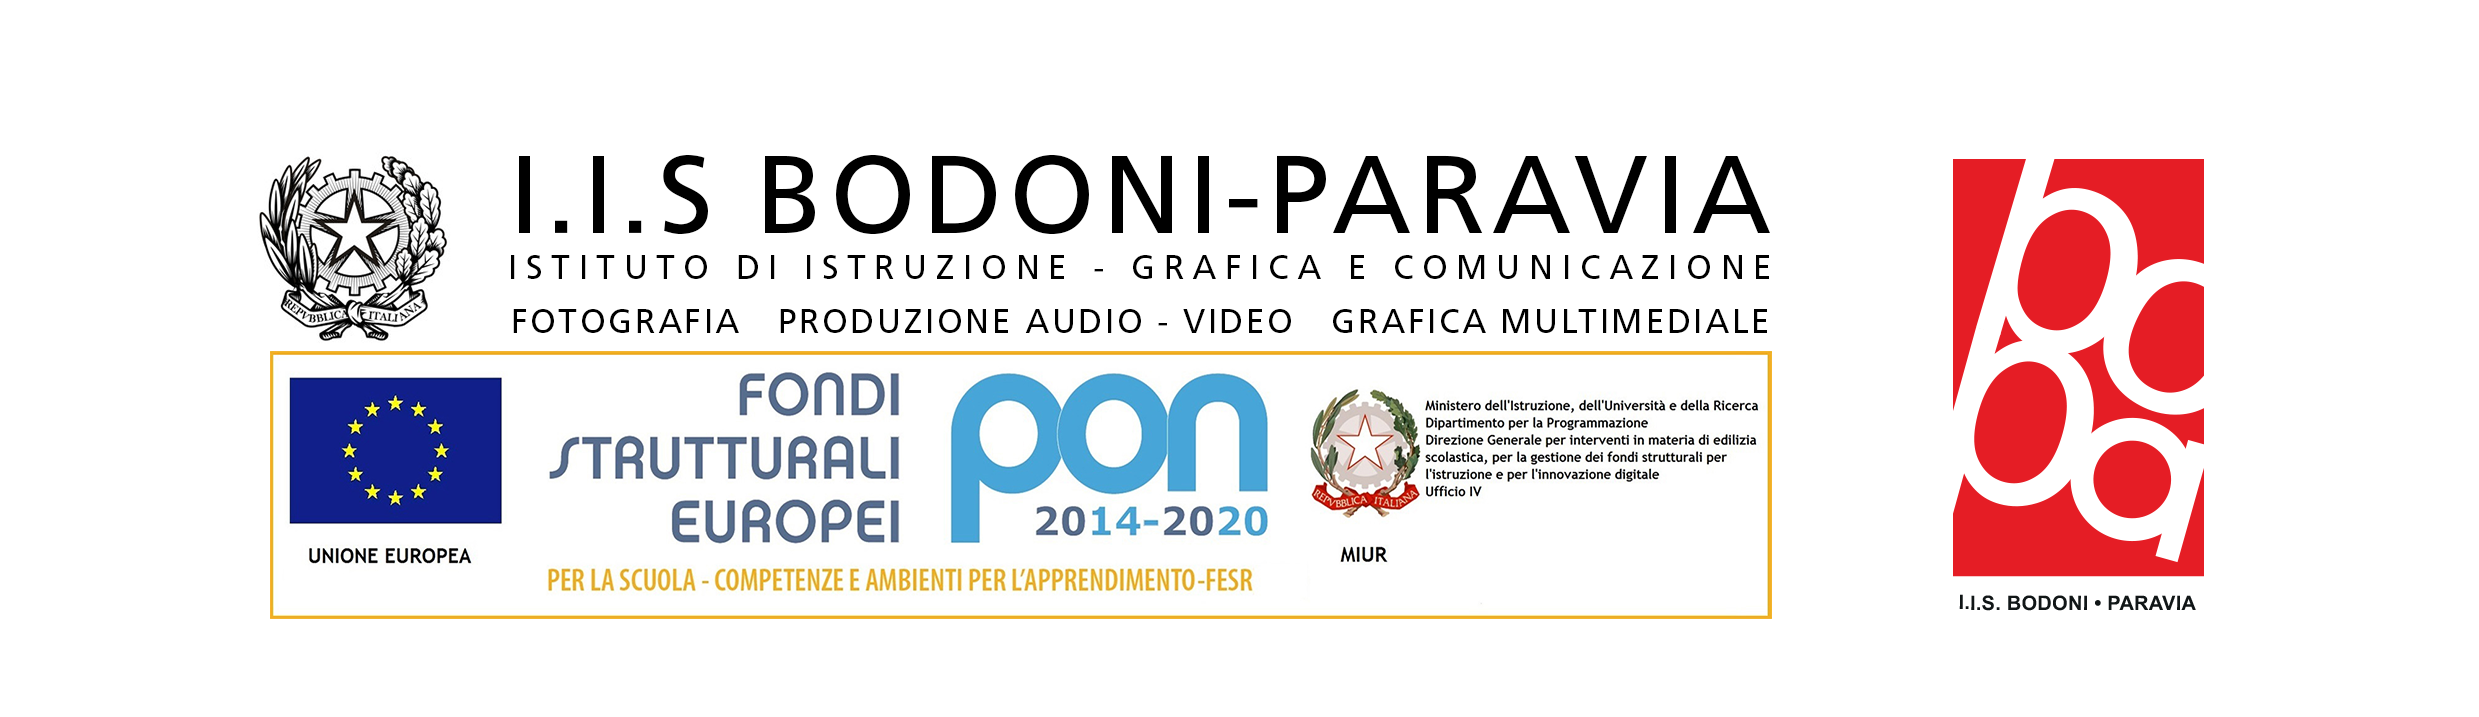 I.I.S BODONI-PARAVIA
ISTITUTO DI ISTRUZIONE - GRAFICA E COMUNICAZIONE
FOTOGRAFIA PRODUZIONE AUDIO - VIDEO GRAFICA MULTIMEDIALE
REPVBBLICA ITALIANA
UNIONE EUROPEA
FONDI
STRUTTURALI
EUROPEI
pon
2014-2020
PER LA SCUOLA - COMPETENZE E AMBIENTI PER L'APPRENDIMENTO-FESR
REPVBBLICA ITALIANA
MIUR
Ministero dell'Istruzione, dell'Università e della Ricerca
Dipartimento per la Programmazione
Direzione Generale per interventi in materia di edilizia
scolastica, per la gestione dei fondi strutturali per
l'istruzione e per l'innovazione digitale
Ufficio IV
bo
pa
I.I.S. BODONI • PARAVIA